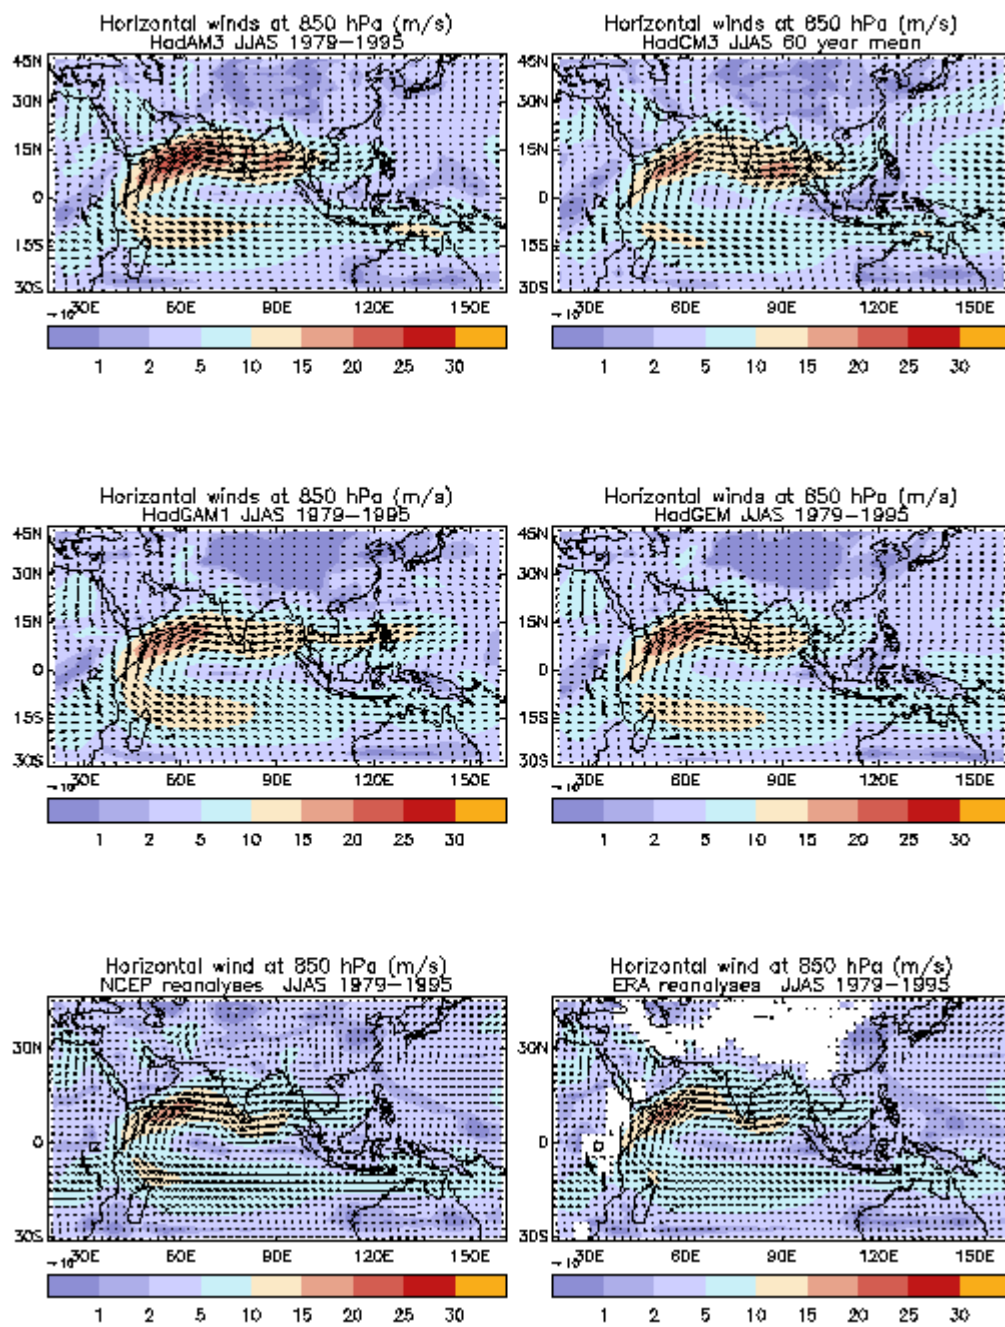 Horizontal winds at 850 hPa (m/s)
HadAM3 JJAS 1979-1995
45N
30N
15N
0
15S
30S
30E 60E 90E 120E 150E
→ 10
1 2 5 10 15 20 25 30
Horizontal winds at 850 hPa (m/s)
HadCM3 JJAS 60 year mean
45N
30N
15N
0
15S
30S
30E 60E 90E 120E 150E
→ 10
1 2 5 10 15 20 25 30
Horizontal winds at 850 hPa (m/s)
HadGAM1 JJAS 1979-1995
45N
30N
15N
0
15S
30S
30E 60E 90E 120E 150E
→ 10
1 2 5 10 15 20 25 30
Horizontal winds at 850 hPa (m/s)
HadGEM JJAS 1979-1995
45N
30N
15N
0
15S
30S
30E 60E 90E 120E 150E
→ 10
1 2 5 10 15 20 25 30
Horizontal wind at 850 hPa (m/s)
NCEP reanalyses JJAS 1979-1995
30N
0
30S
30E 60E 90E 120E 150E
→ 10
1 2 5 10 15 20 25 30
Horizontal wind at 850 hPa (m/s)
ERA reanalyses JJAS 1979-1995
30N
0
30S
30E 60E 90E 120E 150E
→ 10
1 2 5 10 15 20 25 30